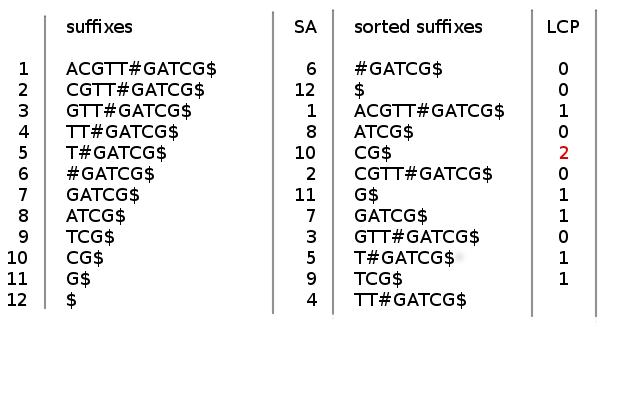 suffixes SA sorted suffixes LCP
1 ACGTT#GATCG$ 6 #GATCG$ 0
2 CGTT#GATCG$ 12 $ 0
3 GTT#GATCG$ 1 ACGTT#GATCG$ 1
4 TT#GATCG$ 8 ATCG$ 0
5 T#GATCG$ 10 CG$ 2
6 #GATCG$ 2 CGTT#GATCG$ 0
7 GATCG$ 11 G$ 1
8 ATCG$ 7 GATCG$ 1
9 TCG$ 3 GTT#GATCG$ 0
10 CG$ 5 T#GATCG$ 1
11 G$ 9 TCG$ 1
12 $ 4 TT#GATCG$